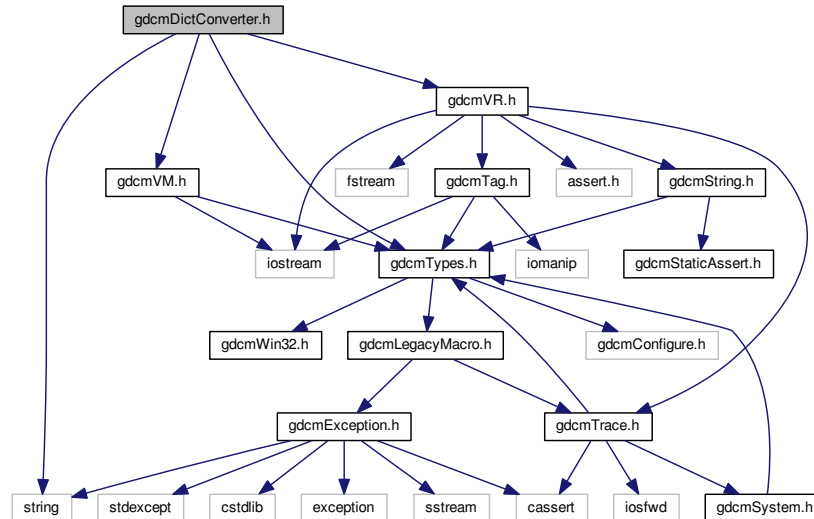 gdcmDictConverter.h
gdcmVR.h
gdcmVM.h
fstream
gdcmTag.h
assert.h
gdcmString.h
iostream
gdcmTypes.h
iomanip
gdcmStaticAssert.h
gdcmWin32.h
gdcmLegacyMacro.h
gdcmConfigure.h
gdcmException.h
gdcmTrace.h
string
stdexcept
cstdlib
exception
sstream
cassert
iosfwd
gdcmSystem.h